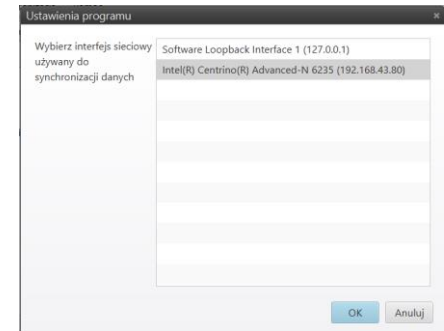 Ustawienia programu
Wybierz interfejs sieciowy
używany do
synchronizacji danych
Software Loopback Interface 1 (127.0.0.1)
Intel(R) Centrino(R) Advanced-N 6235 (192.168.43.80)
OK
Anuluj